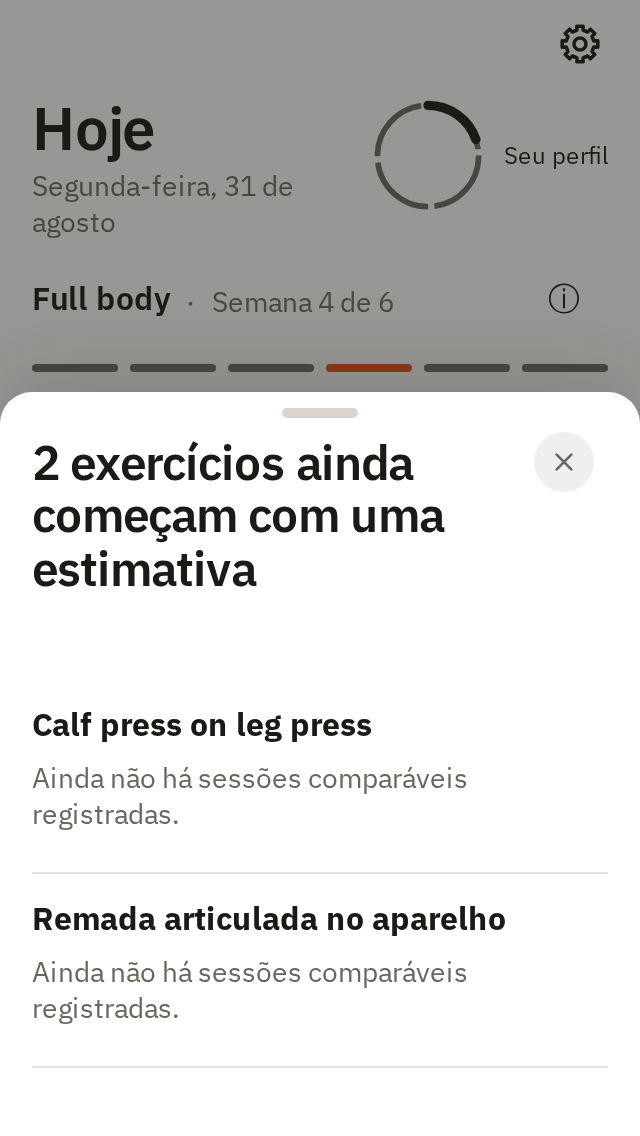 Hoje
Segunda-feira, 31 de
agosto
Seu perfil
Full body · Semana 4 de 6
2 exercícios ainda
começam com uma
estimativa
Calf press on leg press
Ainda não há sessões comparáveis
registradas.
Remada articulada no aparelho
Ainda não há sessões comparáveis
registradas.